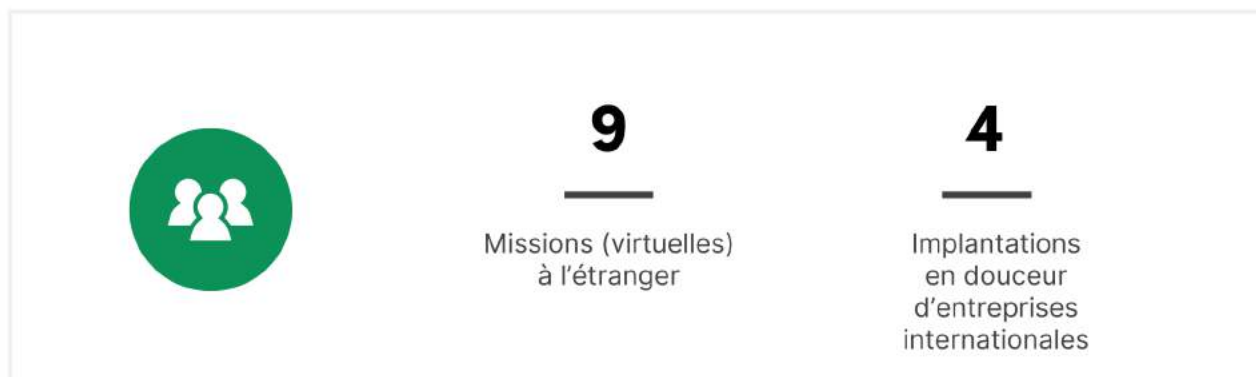 9
Missions (virtuelles)
à l’étranger
4
Implantations
en douceur
d’entreprises
internationales